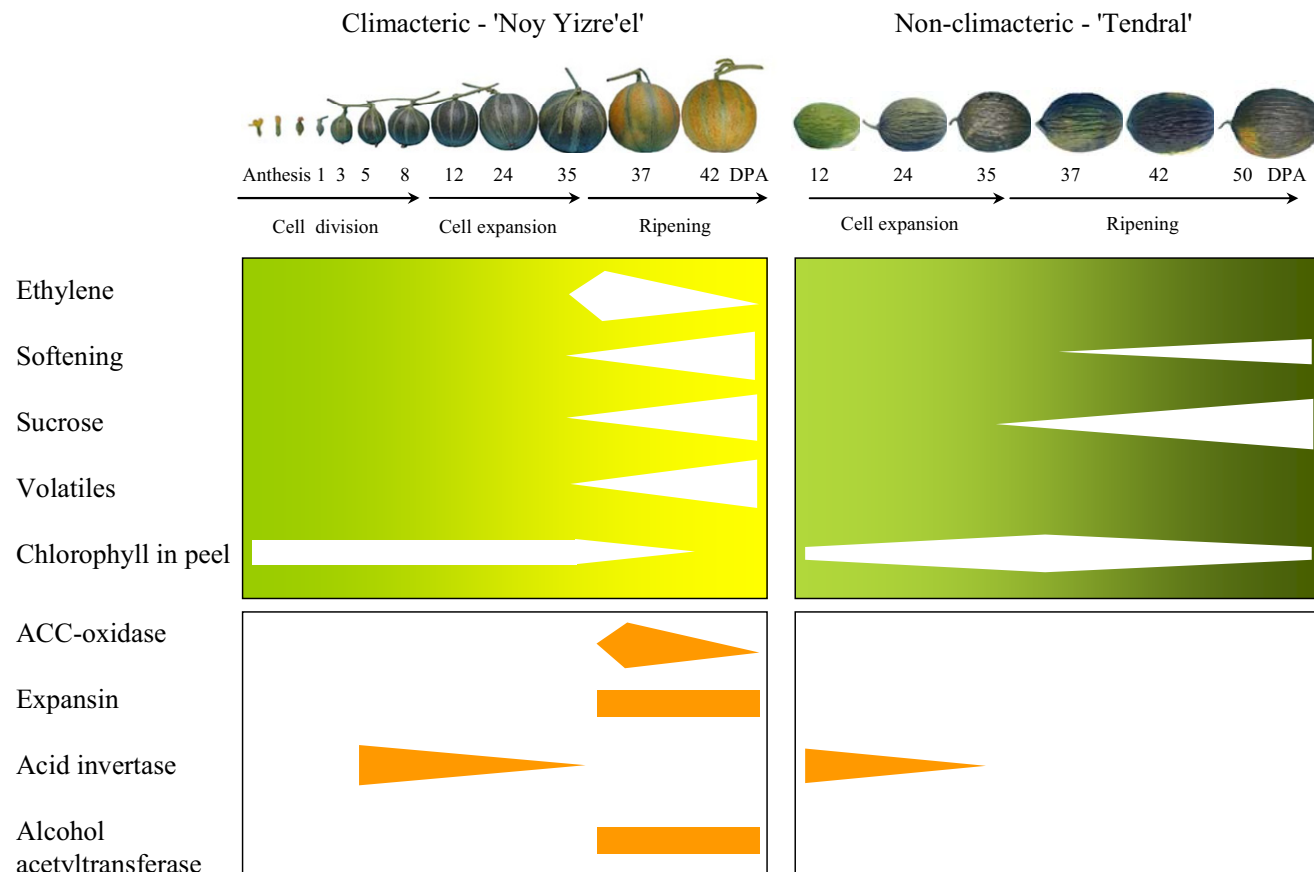 Climacteric - 'Noy Yizre'el'
Non-climacteric - 'Tendral'
Anthesis 1 3 5 8 12 24 35 37 42 DPA
12 24 35 37 42 50 DPA
Cell division Cell expansion Ripening
Cell expansion Ripening
Ethylene
Softening
Sucrose
Volatiles
Chlorophyll in peel
ACC-oxidase
Expansin
Acid invertase
Alcohol
acetyltransferase